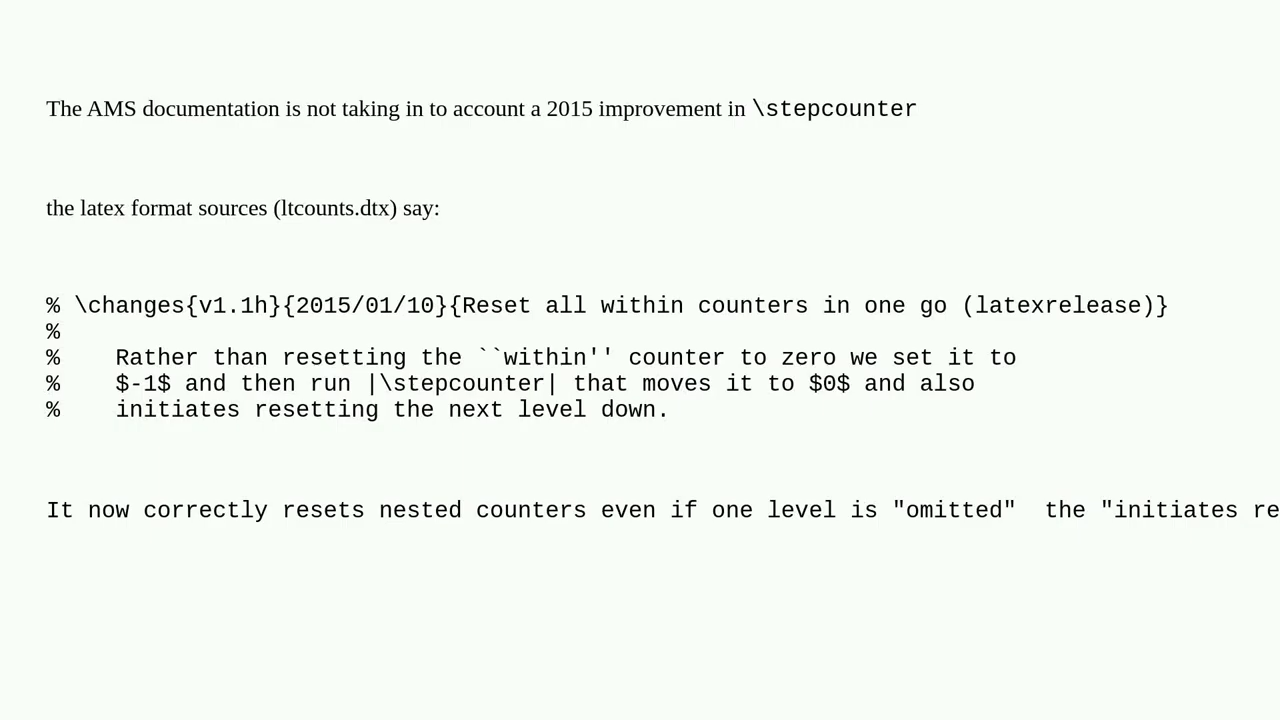 The AMS documentation is not taking in to account a 2015 improvement in \stepcounter
the latex format sources (ltcounts.dtx) say:
% \changes{v1.1h}{2015/01/10}{Reset all within counters in one go (latexrelease)}
%
%    Rather than resetting the ``within'' counter to zero we set it to
%    $-1$ and then run |\stepcounter| that moves it to $0$ and also
%    initiates resetting the next level down.
It now correctly resets nested counters even if one level is "omitted"  the "initiates re